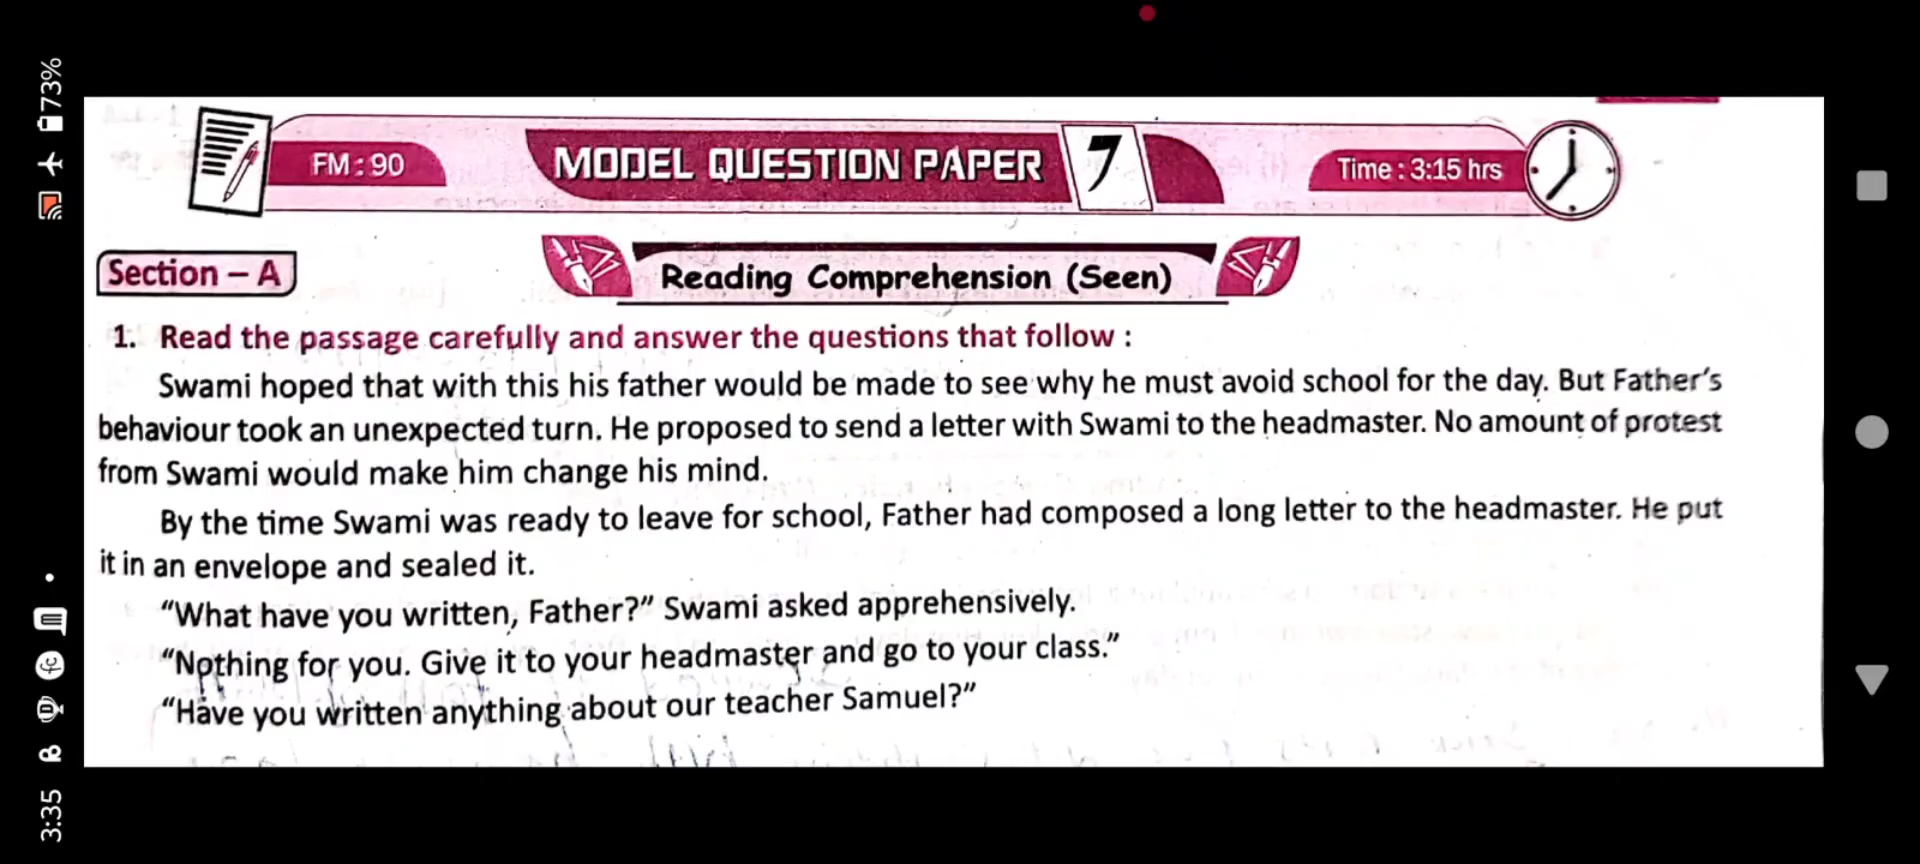 73%
3:35
FM : 90
MODEL QUESTION PAPER 7
Time : 3:15 hrs
Section – A
Reading Comprehension (Seen)
1. Read the passage carefully and answer the questions that follow :
Swami hoped that with this his father would be made to see why he must avoid school for the day. But Father's
behaviour took an unexpected turn. He proposed to send a letter with Swami to the headmaster. No amount of protest
from Swami would make him change his mind.
By the time Swami was ready to leave for school, Father had composed a long letter to the headmaster. He put
it in an envelope and sealed it.
“What have you written, Father?” Swami asked apprehensively.
“Nothing for you. Give it to your headmaster and go to your class.”
“Have you written anything about our teacher Samuel?”